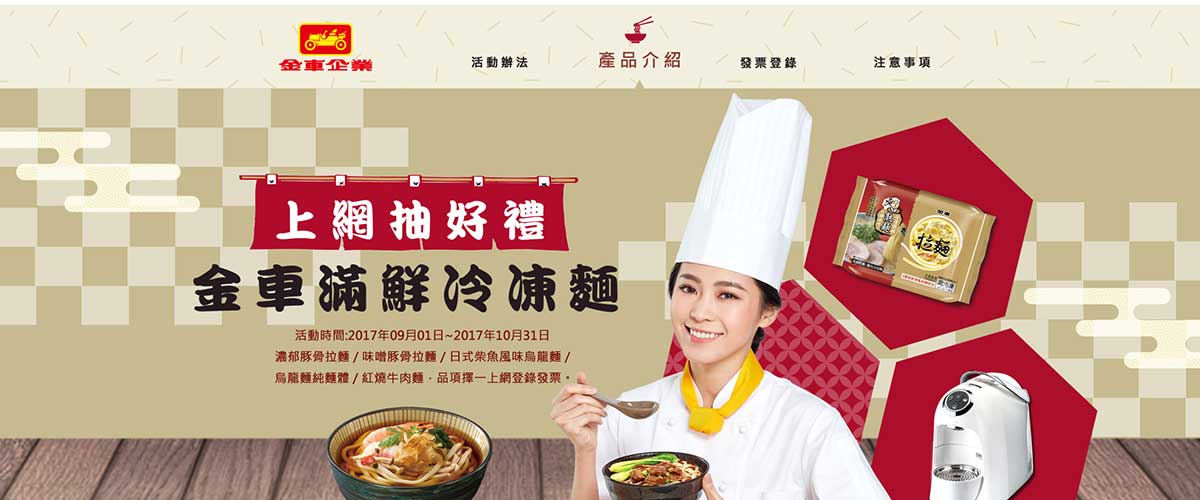 金車企業
活動辦法
產品介紹
發票登錄
注意事項
上網抽好禮
金車滿鮮冷凍麵
活動時間:2017年09月01日~2017年10月31日
濃郁豚骨拉麵 / 味噌豚骨拉麵 / 日式柴魚風味烏龍麵 /
烏龍麵純麵體 / 紅燒牛肉麵，品項擇一上網登錄發票。
拉麵